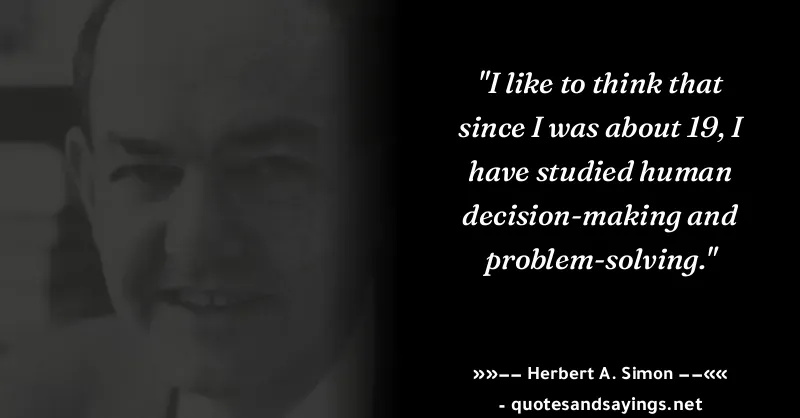 "I like to think that
since I was about 19, I
have studied human
decision-making and
problem-solving."
»»—— Herbert A. Simon ——««
- quotesandsayings.net